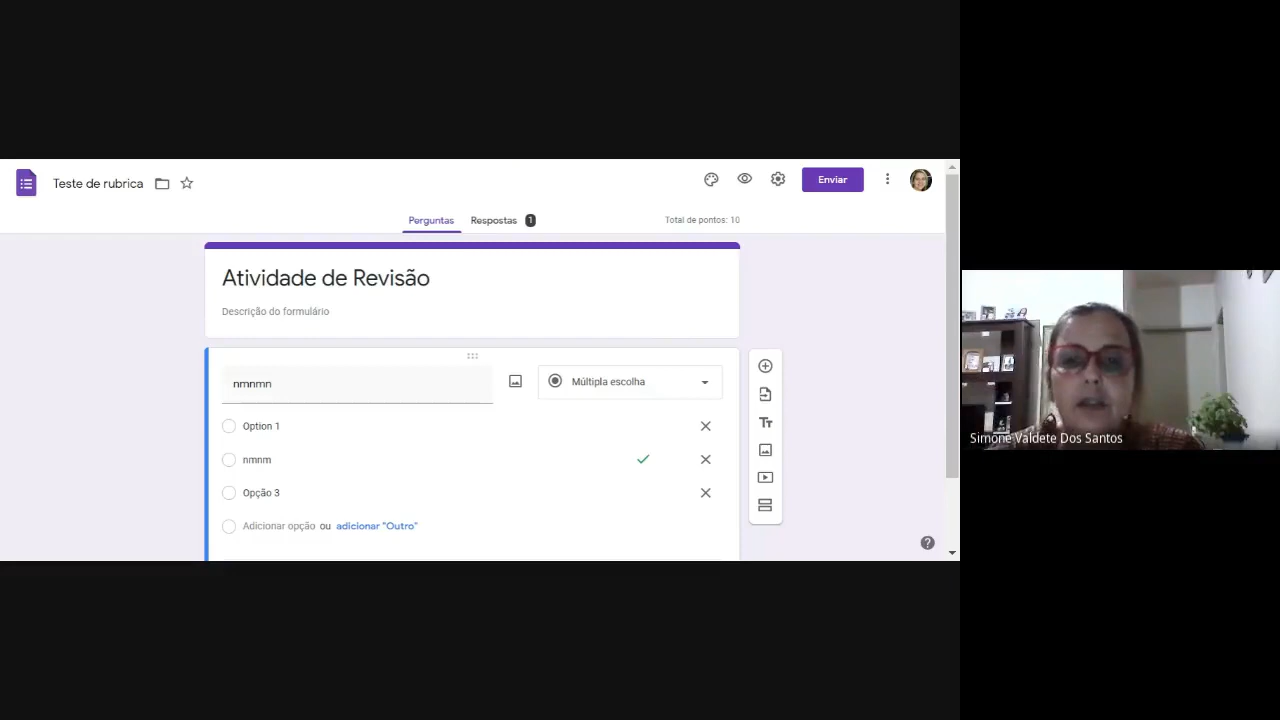 Teste de rubrica
Enviar
Perguntas
Respostas
1
Total de pontos: 10
Atividade de Revisão
Descrição do formulário
nmnmn
Múltipla escolha
Option 1
nmnm
Opção 3
Adicionar opção ou adicionar "Outro"
Tт
?
Simone Valdete Dos Santos